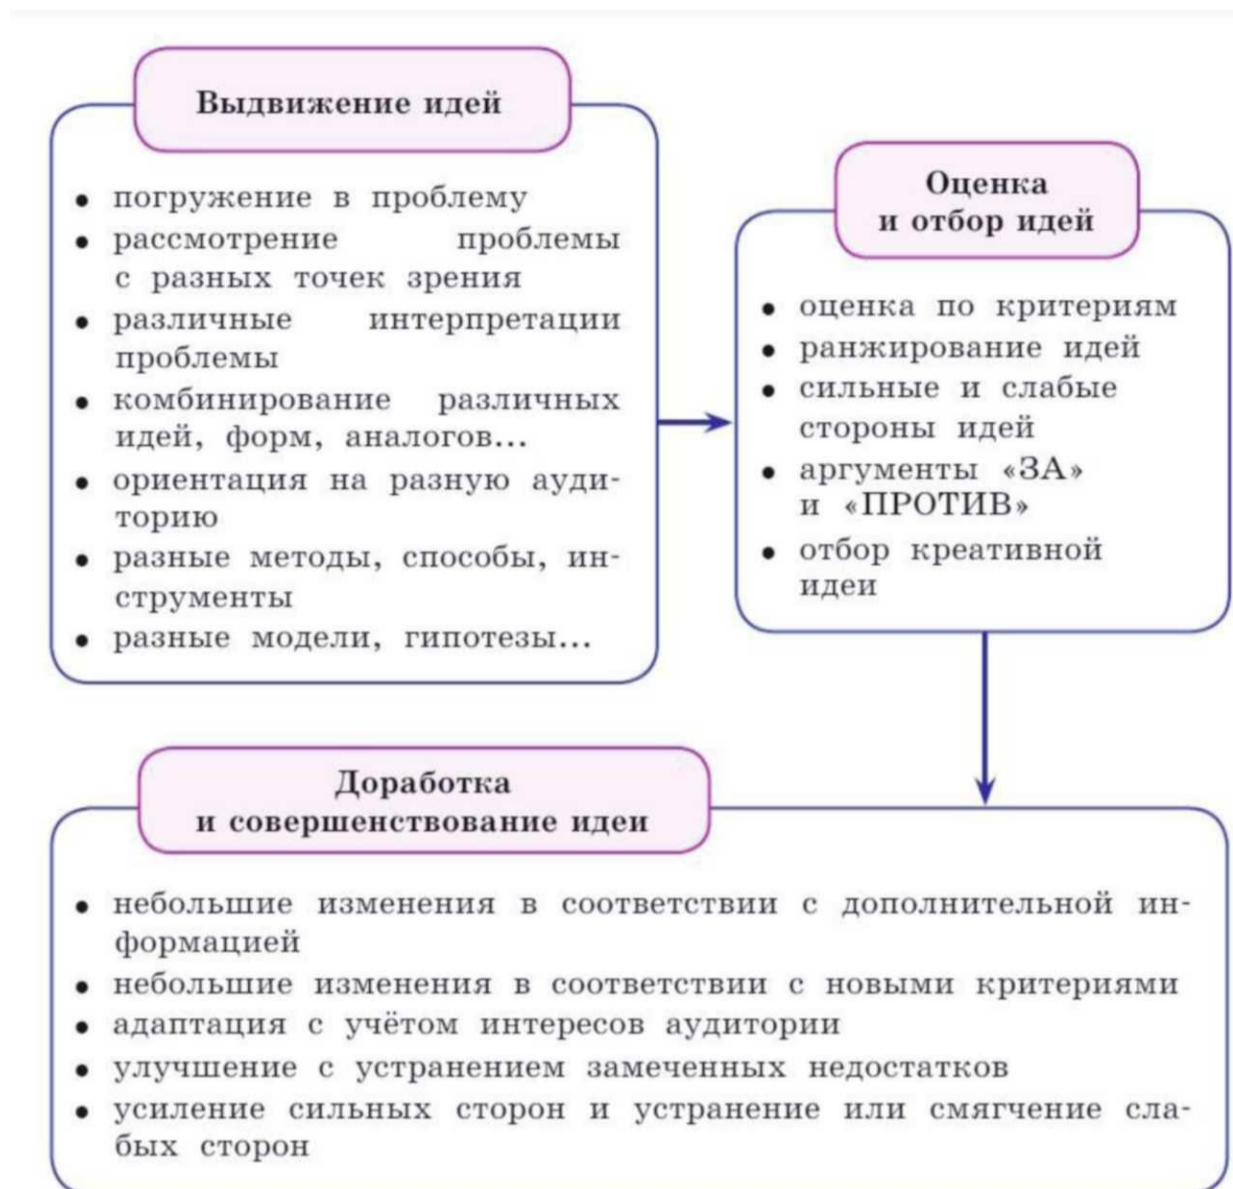 Выдвижение идей
• погружение в проблему
• рассмотрение проблемы
с разных точек зрения
• различные интерпретации
проблемы
• комбинирование различных
идей, форм, аналогов...
• ориентация на разную ауди-
торию
• разные методы, способы, ин-
струменты
• разные модели, гипотезы...
Оценка
и отбор идей
• оценка по критериям
• ранжирование идей
• сильные и слабые
стороны идей
• аргументы «ЗА»
и «ПРОТИВ»
• отбор креативной
идеи
Доработка
и совершенствование идеи
• небольшие изменения в соответствии с дополнительной ин-
формацией
• небольшие изменения в соответствии с новыми критериями
• адаптация с учётом интересов аудитории
• улучшение с устранением замеченных недостатков
• усиление сильных сторон и устранение или смягчение сла-
бых сторон